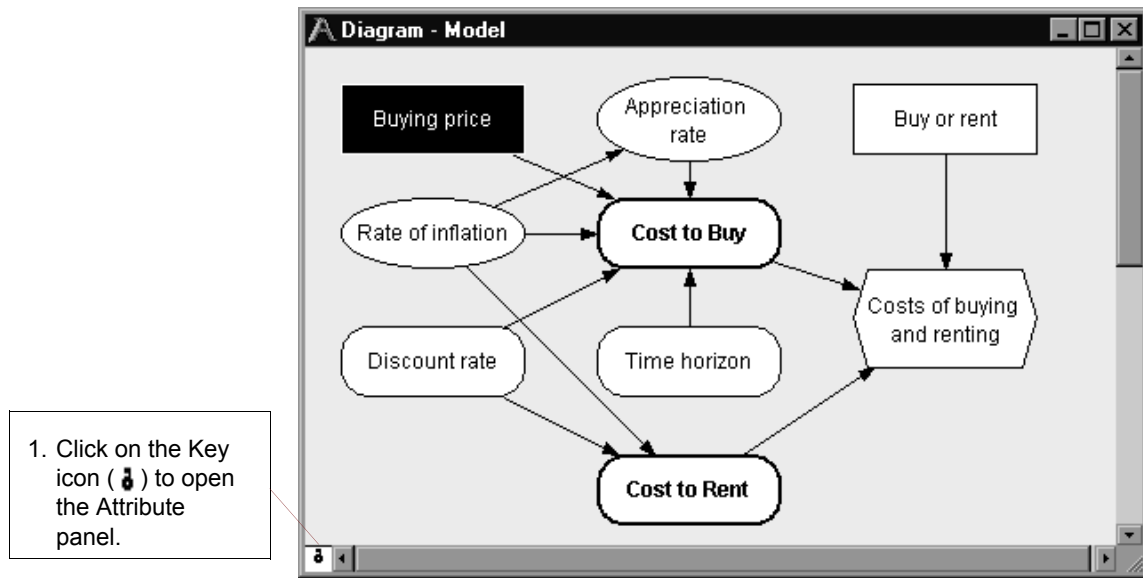 Diagram - Model
Buying price
Appreciation
rate
Buy or rent
Rate of inflation
Cost to Buy
Costs of buying
and renting
Discount rate
Time horizon
Cost to Rent
1. Click on the Key
icon ( ) to open
the Attribute
panel.